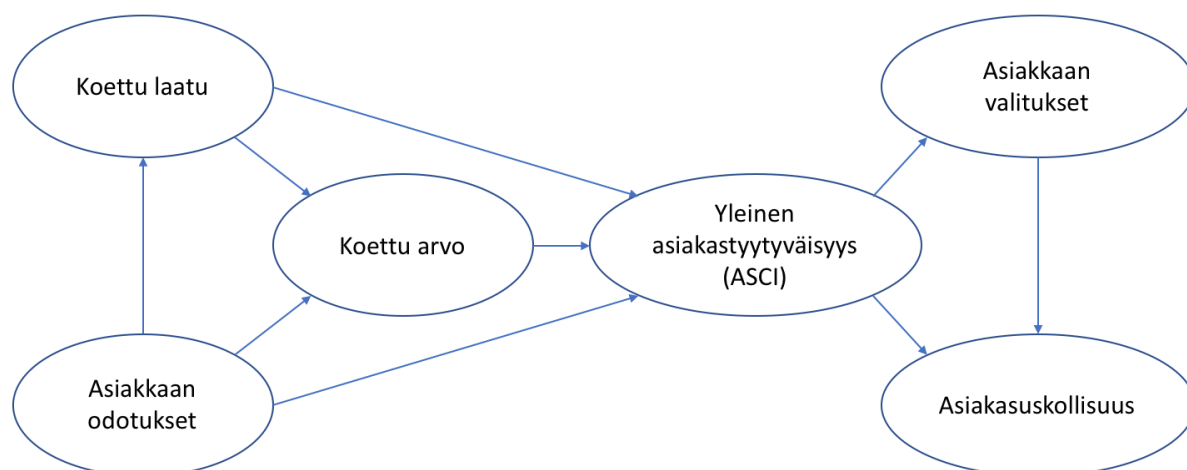 Koettu laatu
Asiakkaan
valitukset
Koettu arvo
Yleinen
asiakastyytyväisyys
(ASCI)
Asiakkaan
odotukset
Asiakasuskollisuus